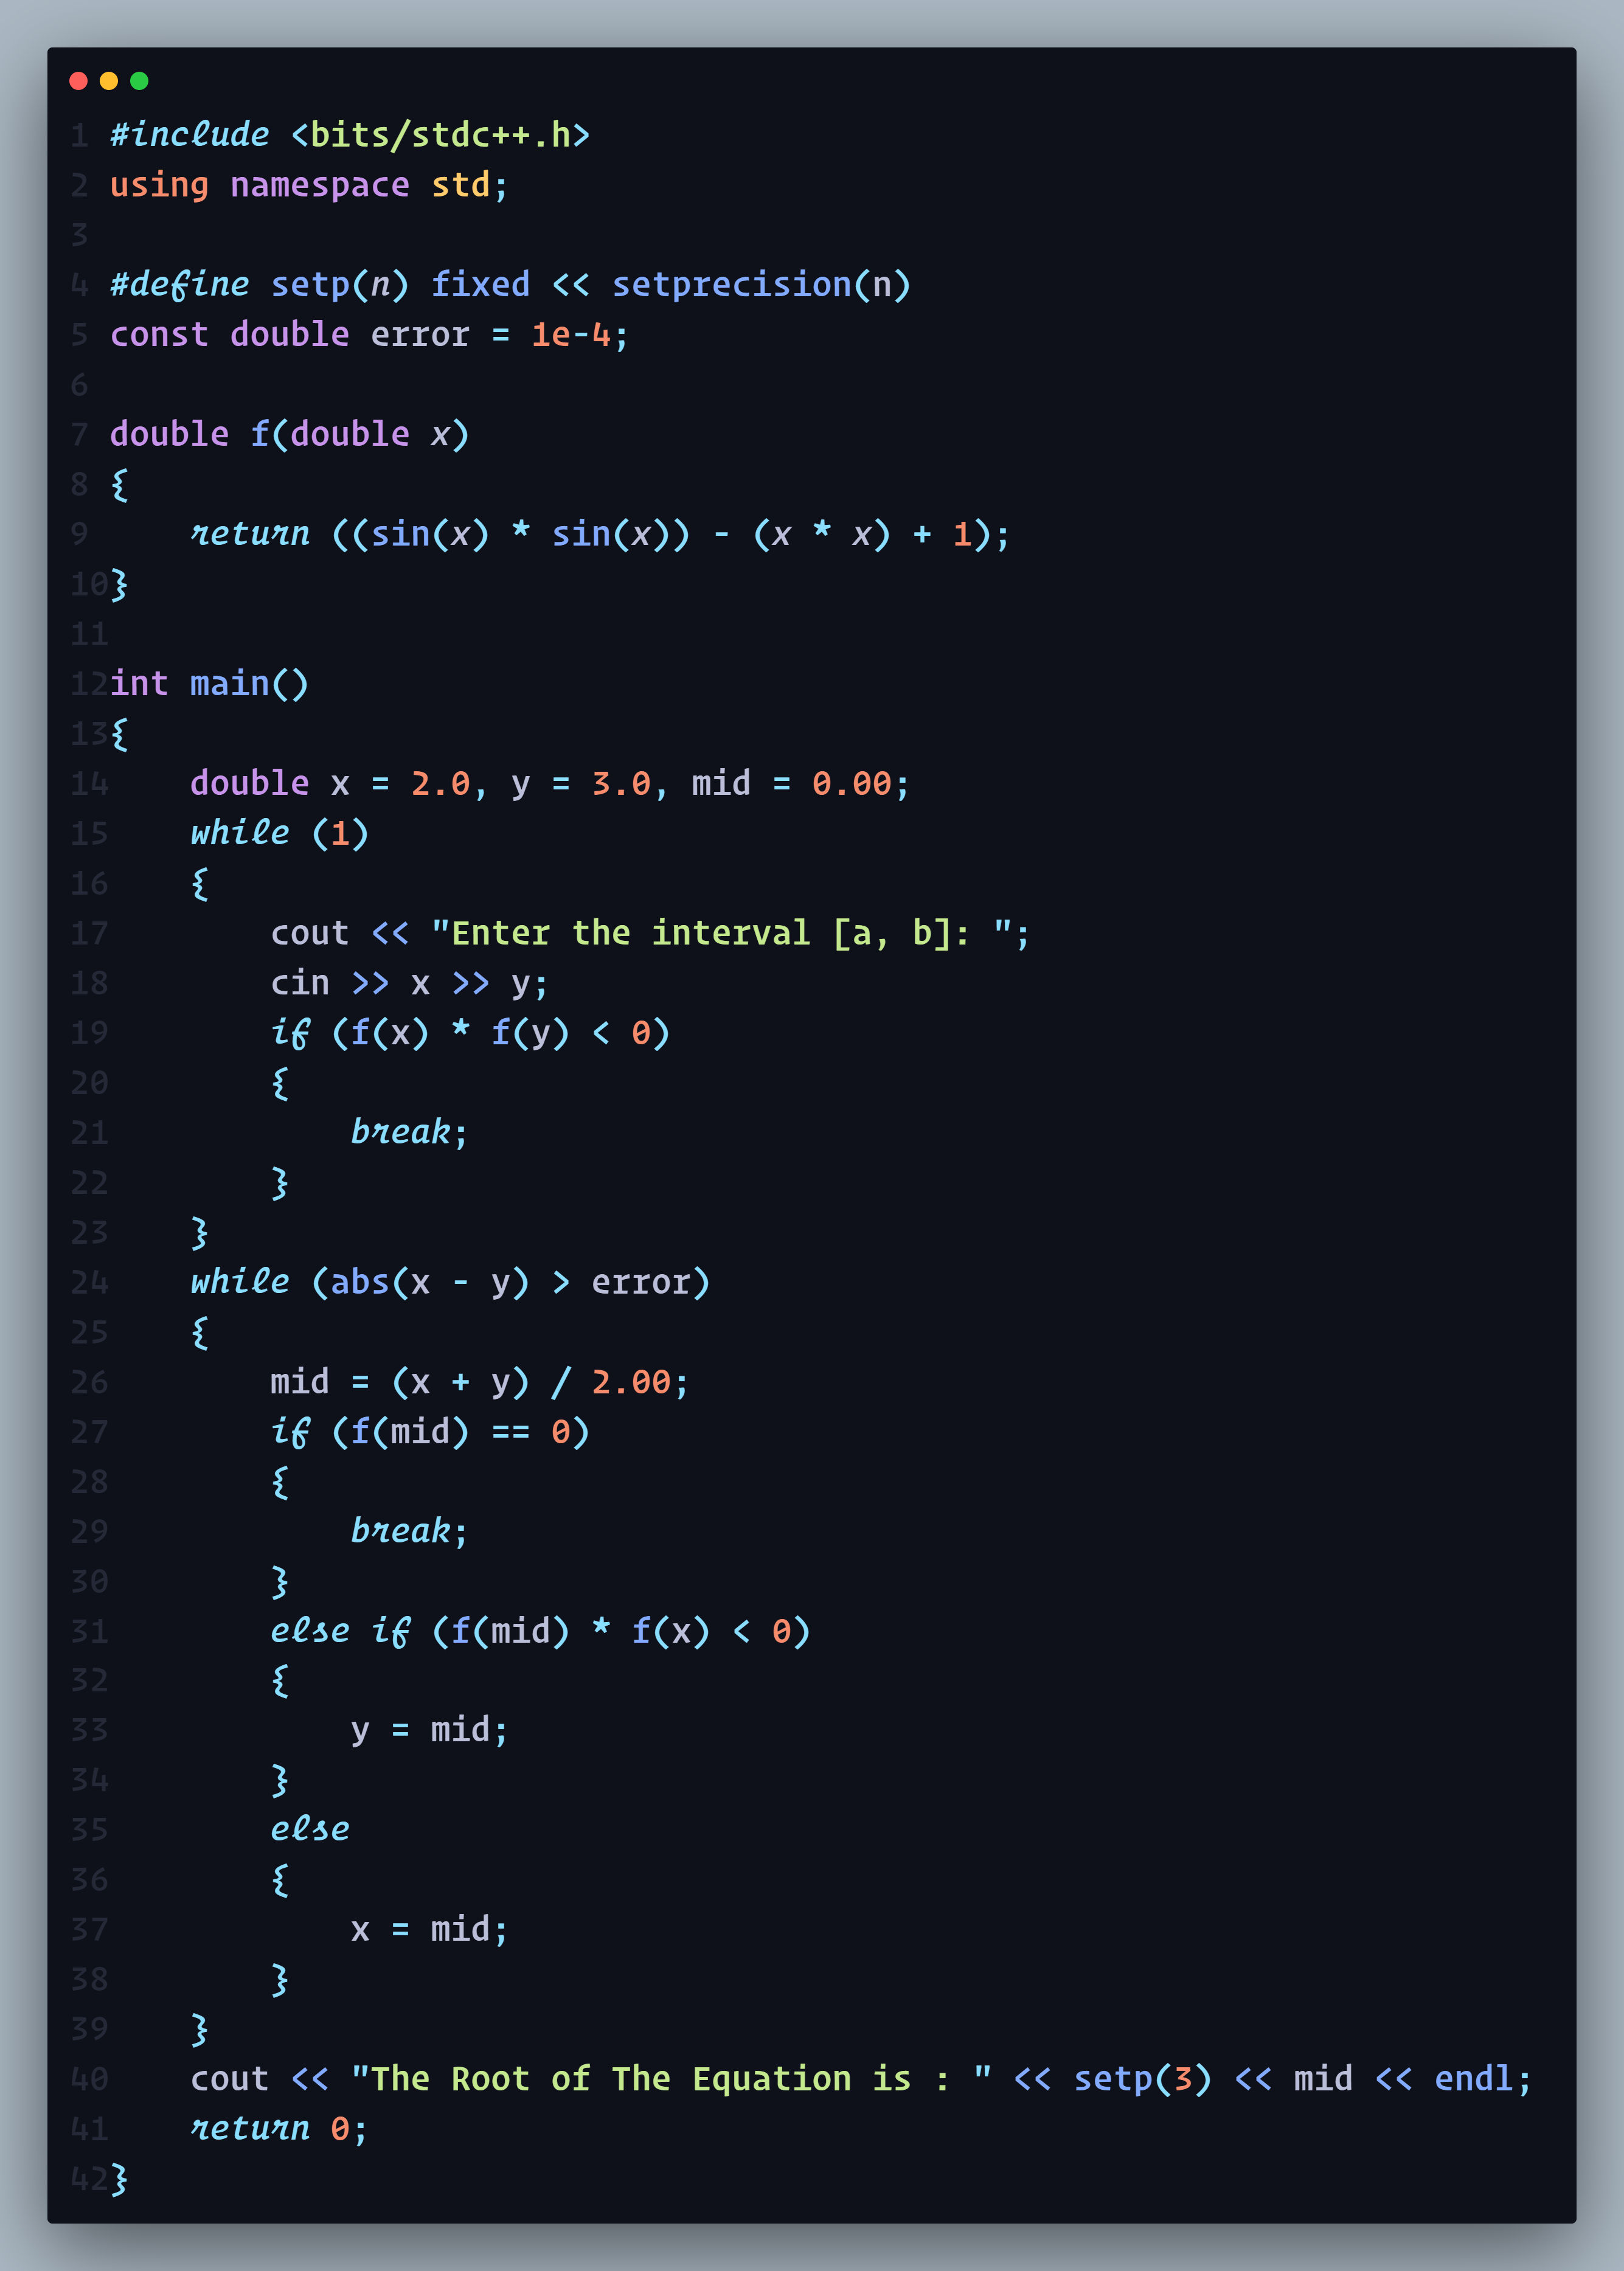 1 #include <bits/stdc++.h>
2 using namespace std;
3
4 #define setp(n) fixed << setprecision(n)
5 const double error = 1e-4;
6
7 double f(double x)
8 {
9     return ((sin(x) * sin(x)) - (x * x) + 1);
10 }
11
12 int main()
13 {
14     double x = 2.0, y = 3.0, mid = 0.00;
15     while (1)
16     {
17         cout << "Enter the interval [a, b]: ";
18         cin >> x >> y;
19         if (f(x) * f(y) < 0)
20         {
21             break;
22         }
23     }
24     while (abs(x - y) > error)
25     {
26         mid = (x + y) / 2.00;
27         if (f(mid) == 0)
28         {
29             break;
30         }
31         else if (f(mid) * f(x) < 0)
32         {
33             y = mid;
34         }
35         else
36         {
37             x = mid;
38         }
39     }
40     cout << "The Root of The Equation is : " << setp(3) << mid << endl;
41     return 0;
42 }